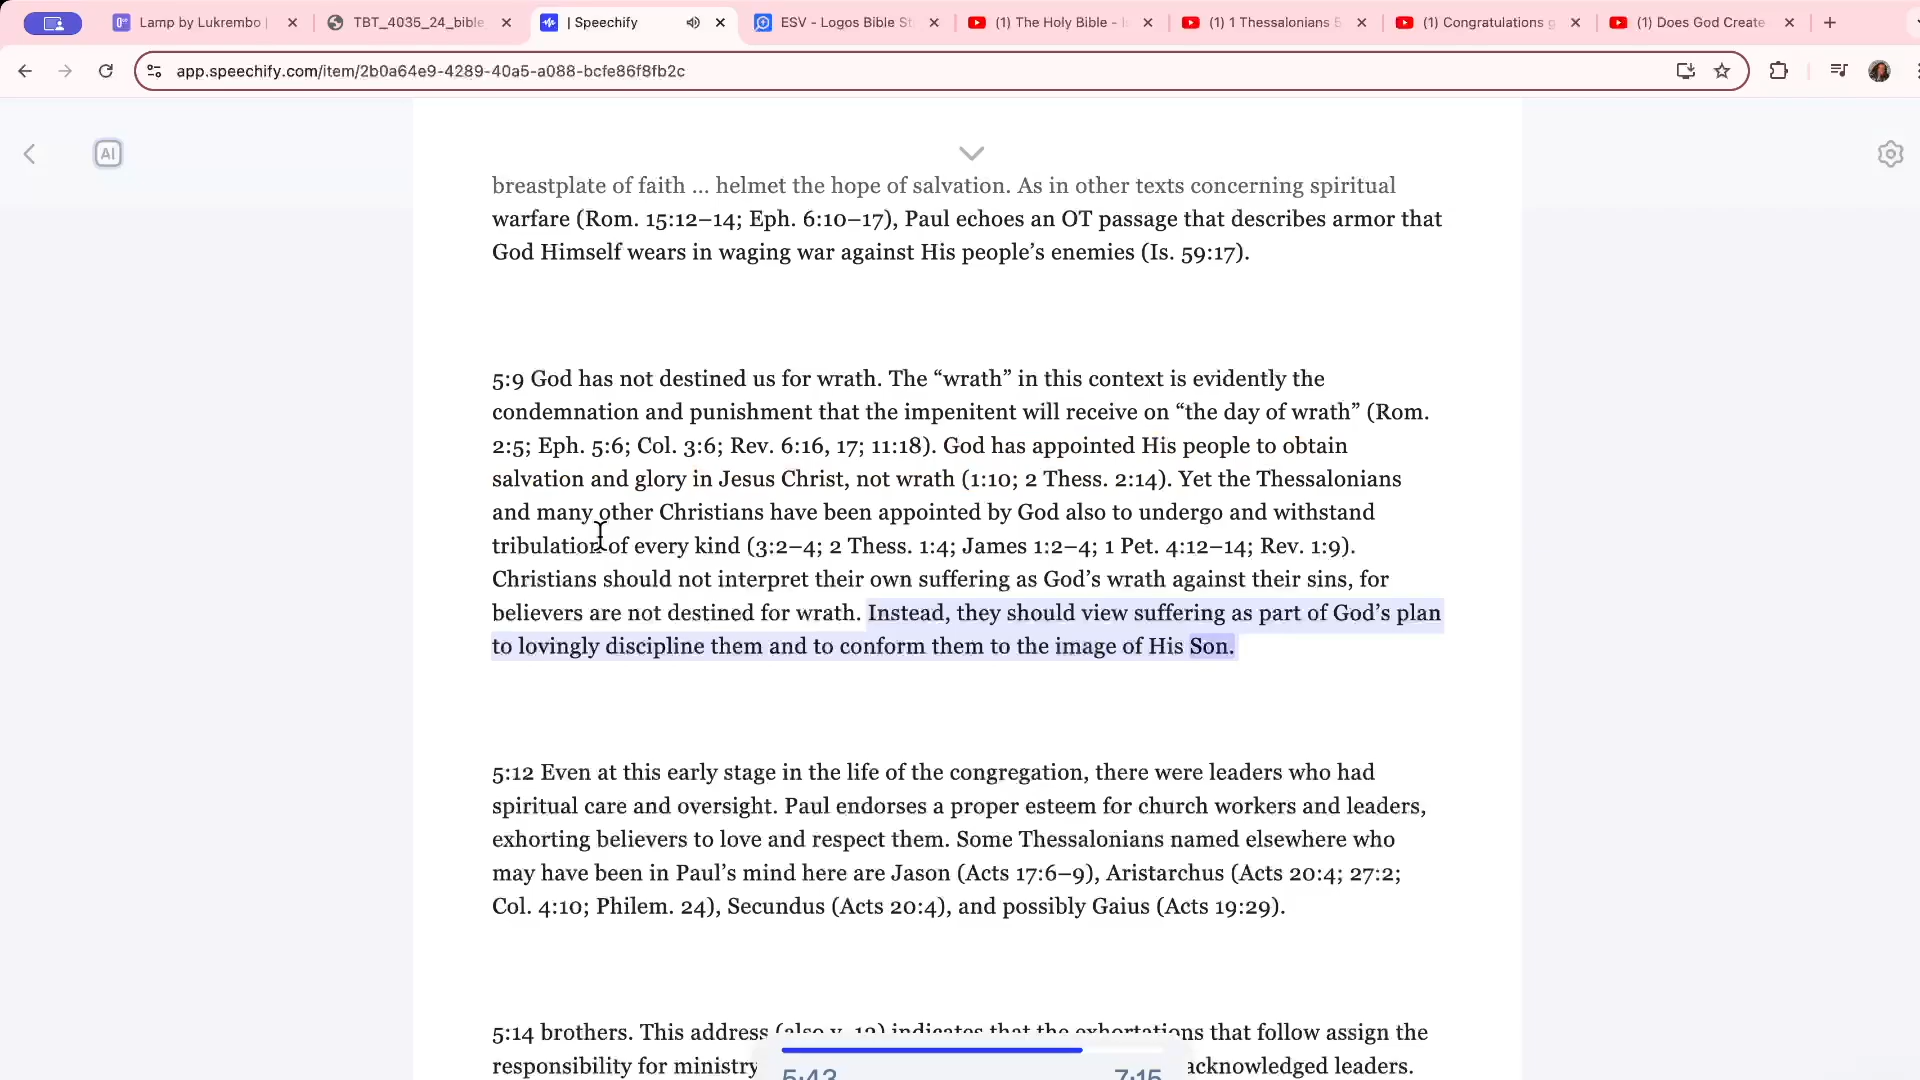 Lamp by Lukrembo |
TBT_4035_24_bible
| Speechify
ESV - Logos Bible St
(1) The Holy Bible -
(1) 1 Thessalonians 5
(1) Congratulations
(1) Does God Create
app.speechify.com/item/2b0a64e9-4289-40a5-a088-bcfe86f8fb2c
AI
breastplate of faith ... helmet the hope of salvation. As in other texts concerning spiritual
warfare (Rom. 15:12–14; Eph. 6:10–17), Paul echoes an OT passage that describes armor that
God Himself wears in waging war against His people’s enemies (Is. 59:17).
5:9 God has not destined us for wrath. The “wrath” in this context is evidently the
condemnation and punishment that the impenitent will receive on “the day of wrath” (Rom.
2:5; Eph. 5:6; Col. 3:6; Rev. 6:16, 17; 11:18). God has appointed His people to obtain
salvation and glory in Jesus Christ, not wrath (1:10; 2 Thess. 2:14). Yet the Thessalonians
and many other Christians have been appointed by God also to undergo and withstand
tribulation of every kind (3:2–4; 2 Thess. 1:4; James 1:2–4; 1 Pet. 4:12–14; Rev. 1:9).
Christians should not interpret their own suffering as God’s wrath against their sins, for
believers are not destined for wrath. Instead, they should view suffering as part of God’s plan
to lovingly discipline them and to conform them to the image of His Son.
5:12 Even at this early stage in the life of the congregation, there were leaders who had
spiritual care and oversight. Paul endorses a proper esteem for church workers and leaders,
exhorting believers to love and respect them. Some Thessalonians named elsewhere who
may have been in Paul’s mind here are Jason (Acts 17:6–9), Aristarchus (Acts 20:4; 27:2;
Col. 4:10; Philem. 24), Secundus (Acts 20:4), and possibly Gaius (Acts 19:29).
5:14 brothers. This address (also v. 12) indicates that the exhortations that follow assign the
responsibility for ministry acknowledged leaders.
5:43 7:15